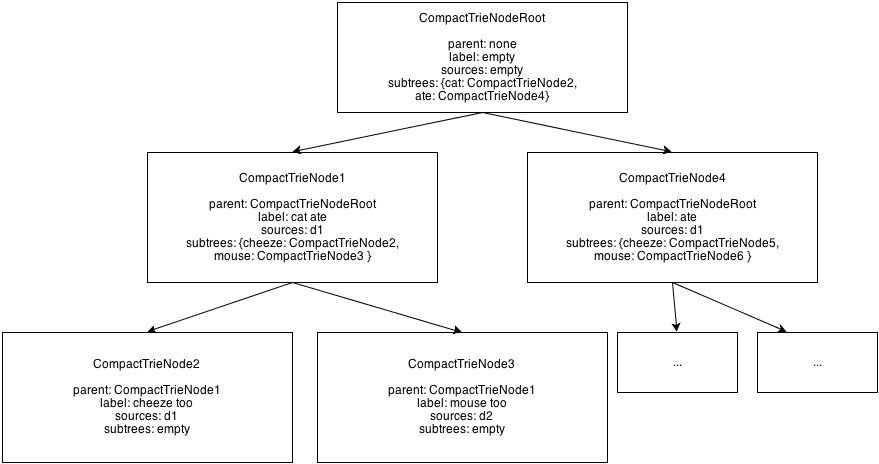 CompactTrieNodeRoot
parent: none
label: empty
sources: empty
subtrees: {cat: CompactTrieNode2,
ate: CompactTrieNode4}
CompactTrieNode1
parent: CompactTrieNodeRoot
label: cat ate
sources: d1
subtrees: {cheeze: CompactTrieNode2,
mouse: CompactTrieNode3 }
CompactTrieNode4
parent: CompactTrieNodeRoot
label: ate
sources: d1
subtrees: {cheeze: CompactTrieNode5,
mouse: CompactTrieNode6 }
CompactTrieNode2
parent: CompactTrieNode1
label: cheeze too
sources: d1
subtrees: empty
CompactTrieNode3
parent: CompactTrieNode1
label: mouse too
sources: d2
subtrees: empty
...
...